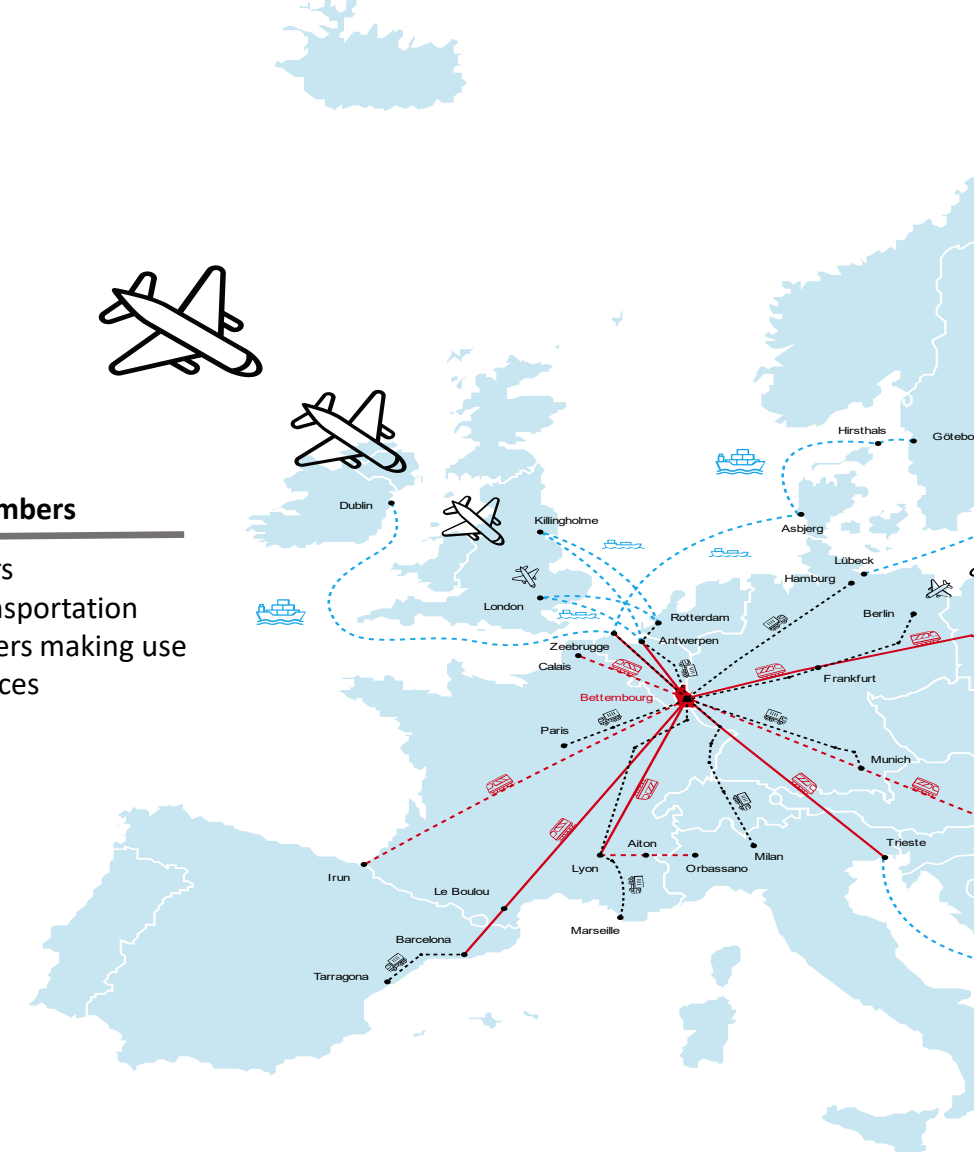 mbers
rs
nsportation
ers making use
ces
Hirsthals
Götebo
Dublin
Killingholme
Asbjerg
Lübeck
Hamburg
London
Berlin
Rotterdam
Antwerpen
Zeebrugge
Calais
Frankfurt
Bettembourg
Paris
Munich
Trieste
Aiton
Milan
Lyon
Orbassano
Irun
Le Boulou
Marseille
Barcelona
Tarragona